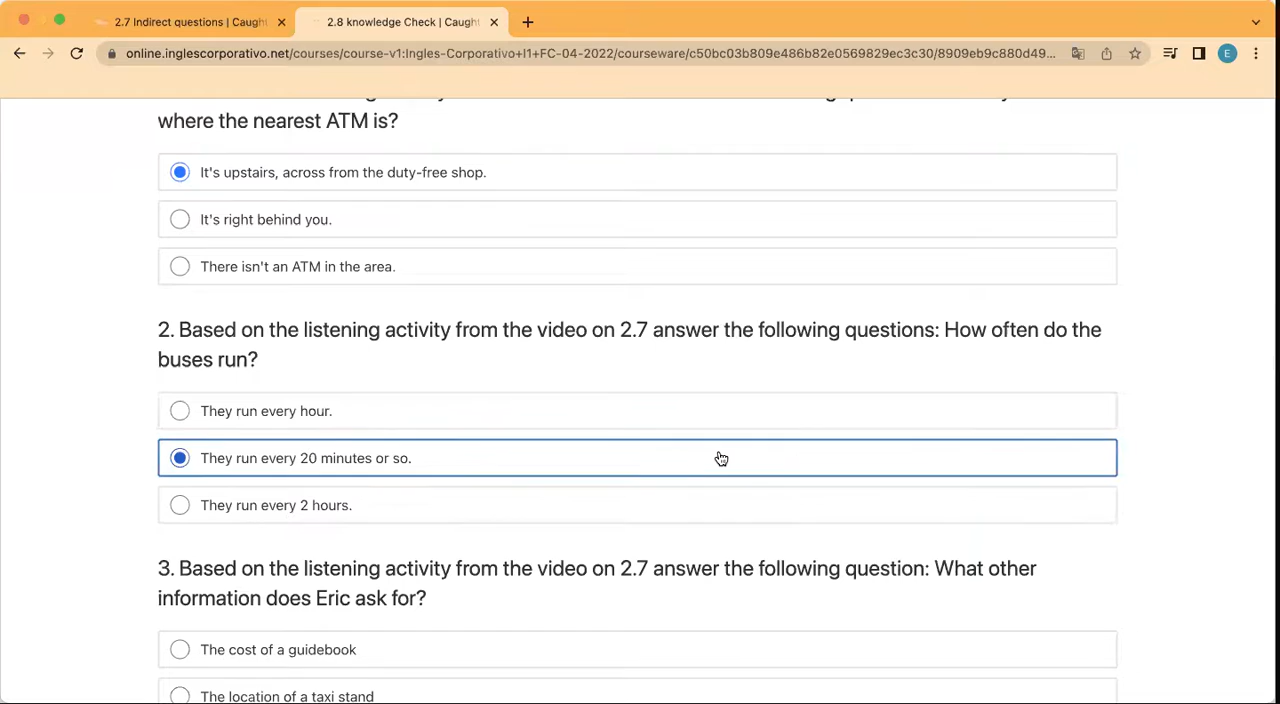 2.7 Indirect questions | Caugh
2.8 knowledge Check | Caugh
online.inglescorporativo.net/courses/course-v1:Ingles-Corporativo+I1+FC-04-2022/courseware/c50bc03b809e486b82e0569829ec3c30/8909eb9c880d49...
E
where the nearest ATM is?
It's upstairs, across from the duty-free shop.
It's right behind you.
There isn't an ATM in the area.
2. Based on the listening activity from the video on 2.7 answer the following questions: How often do the
buses run?
They run every hour.
They run every 20 minutes or so.
They run every 2 hours.
3. Based on the listening activity from the video on 2.7 answer the following question: What other
information does Eric ask for?
The cost of a guidebook
The location of a taxi stand